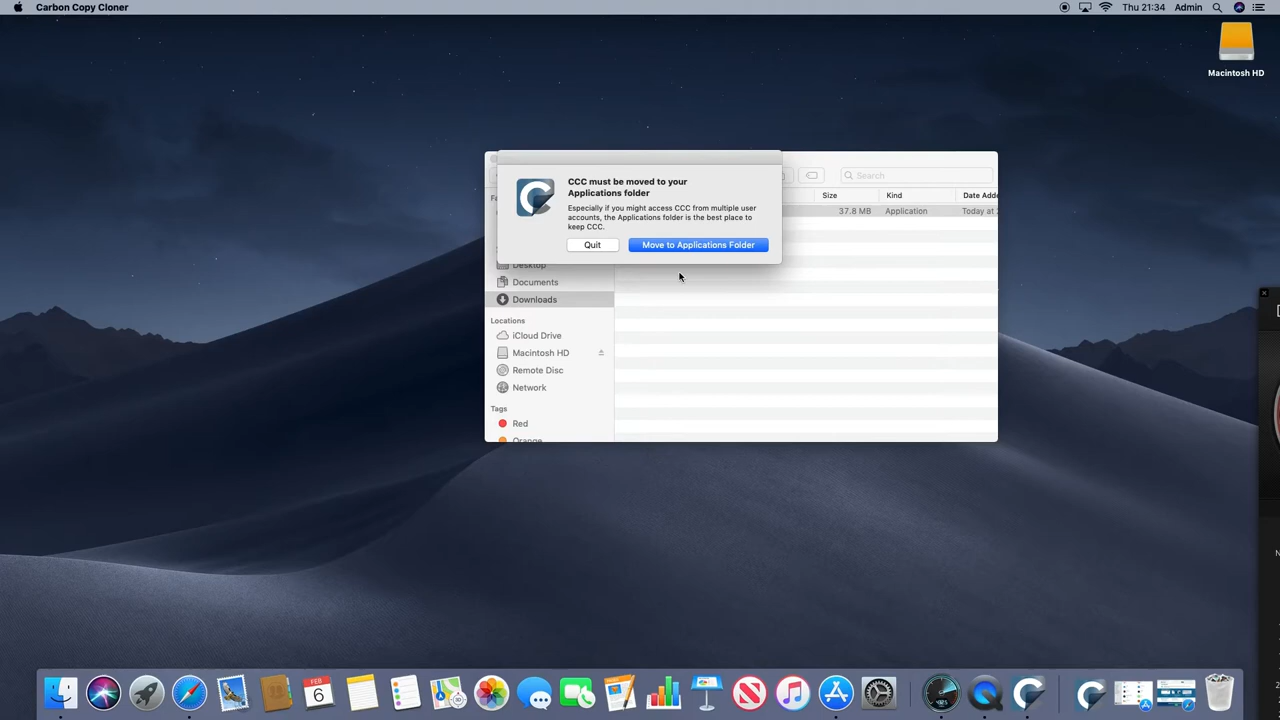 Carbon Copy Cloner
Thu 21:34 Admin
Macintosh HD
CCC must be moved to your
Applications folder
Especially if you might access CCC from multiple user
accounts, the Applications folder is the best place to
keep CCC.
Quit
Move to Applications Folder
Search
Size
Kind
Date Adde
37.8 MB
Application
Today at
Desktop
Documents
Downloads
Locations
iCloud Drive
Macintosh HD
Remote Disc
Network
Tags
Red
Orange
FEB
6